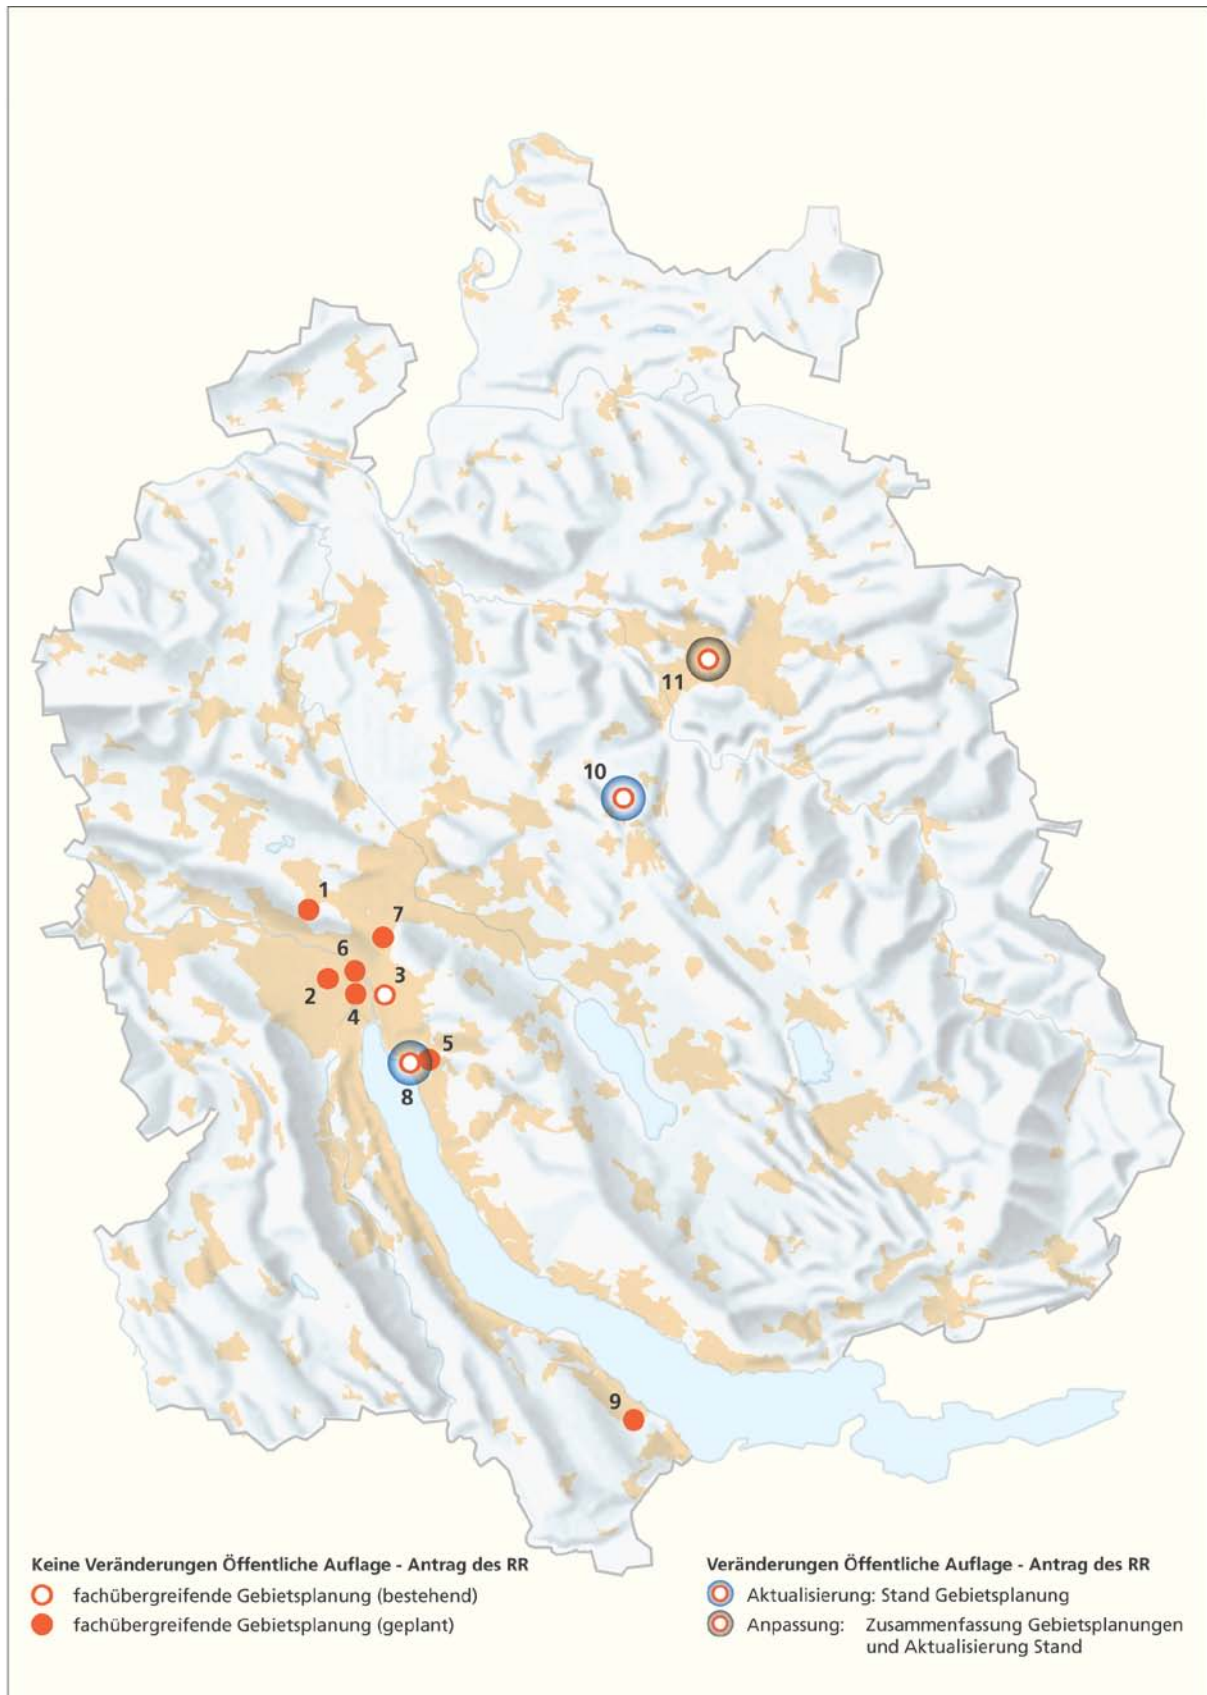 11
10
1
7
6
3
2
4
5
8
9
Keine Veränderungen Öffentliche Auflage - Antrag des RR
fachübergreifende Gebietsplanung (bestehend)
fachübergreifende Gebietsplanung (geplant)
Veränderungen Öffentliche Auflage - Antrag des RR
Aktualisierung: Stand Gebietsplanung
Anpassung: Zusammenfassung Gebietsplanungen
und Aktualisierung Stand